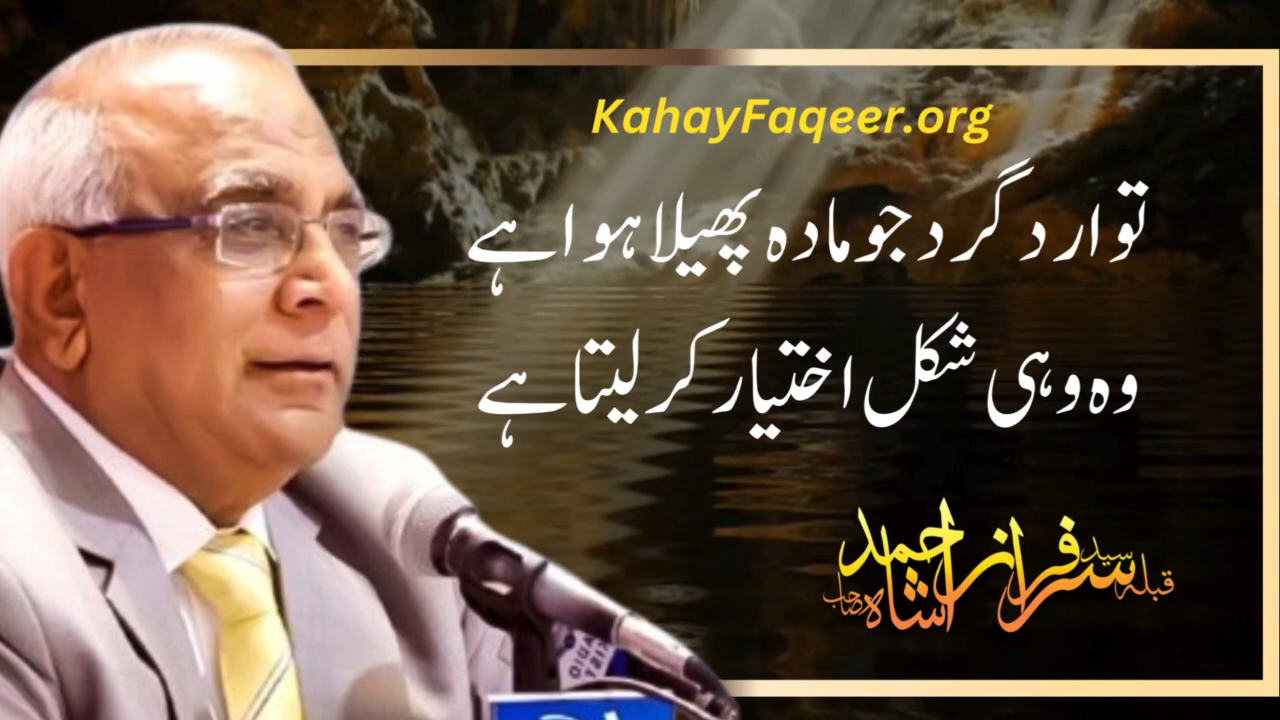 KahayFaqeer.org
تو ارد گرد جو مادہ پھیلا ہوا ہے
وہ وہی شکل اختیار کر لیتا ہے
قبلہ سید سرفراز احمد شاہ صاحب